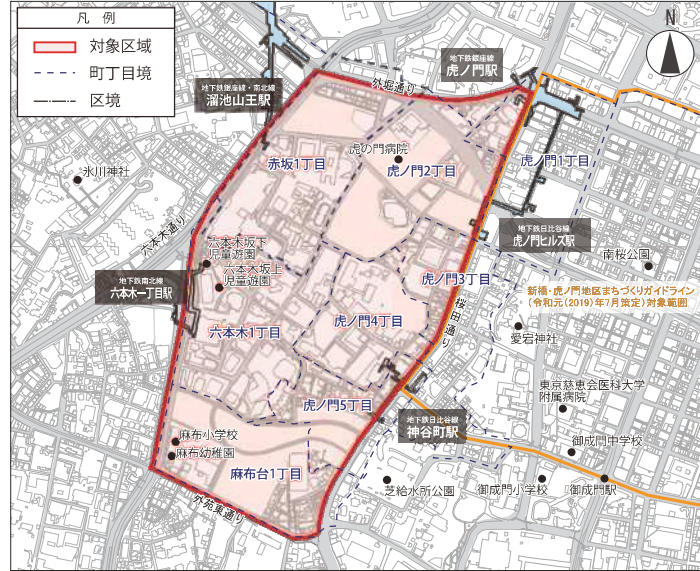 凡 例
対象区域
町丁目境
区境
N
地下鉄銀座線
虎ノ門駅
外堀通り
地下鉄銀座線・南北線
溜池山王駅
虎の門病院
赤坂1丁目
虎ノ門2丁目
虎ノ門1丁目
氷川神社
六本木通り
地下鉄日比谷線
虎ノ門ヒルズ駅
南桜公園
六本木坂下
児童遊園
六本木坂上
児童遊園
虎ノ門3丁目
地下鉄南北線
六本木一丁目駅
新橋・虎ノ門地区まちづくりガイドライン
(令和元(2019)年7月策定)対象範囲
桜田通り
六本木1丁目
虎ノ門4丁目
愛宕神社
東京慈恵会医科大学
附属病院
虎ノ門5丁目
地下鉄日比谷線
神谷町駅
麻布小学校
麻布幼稚園
御成門中学校
麻布台1丁目
芝給水所公園
御成門小学校
御成門駅
外苑東通り